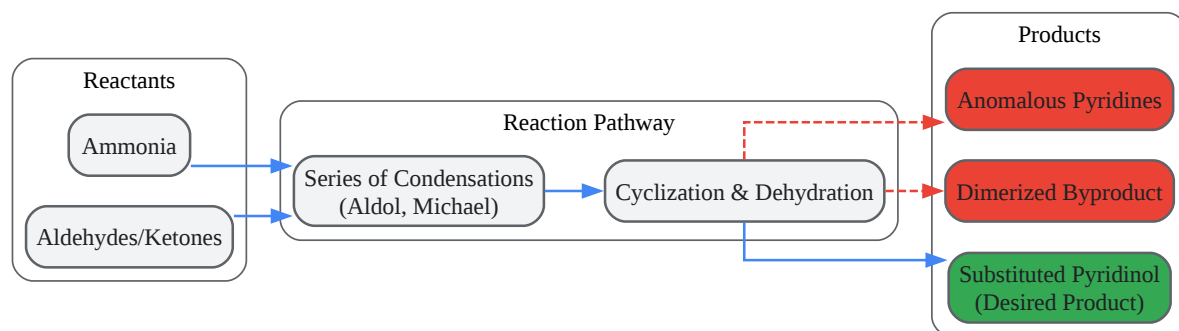 Reactants
Ammonia
Aldehydes/Ketones
Reaction Pathway
Series of Condensations
(Aldol, Michael)
Cyclization & Dehydration
Products
Anomalous Pyridines
Dimerized Byproduct
Substituted Pyridinol
(Desired Product)